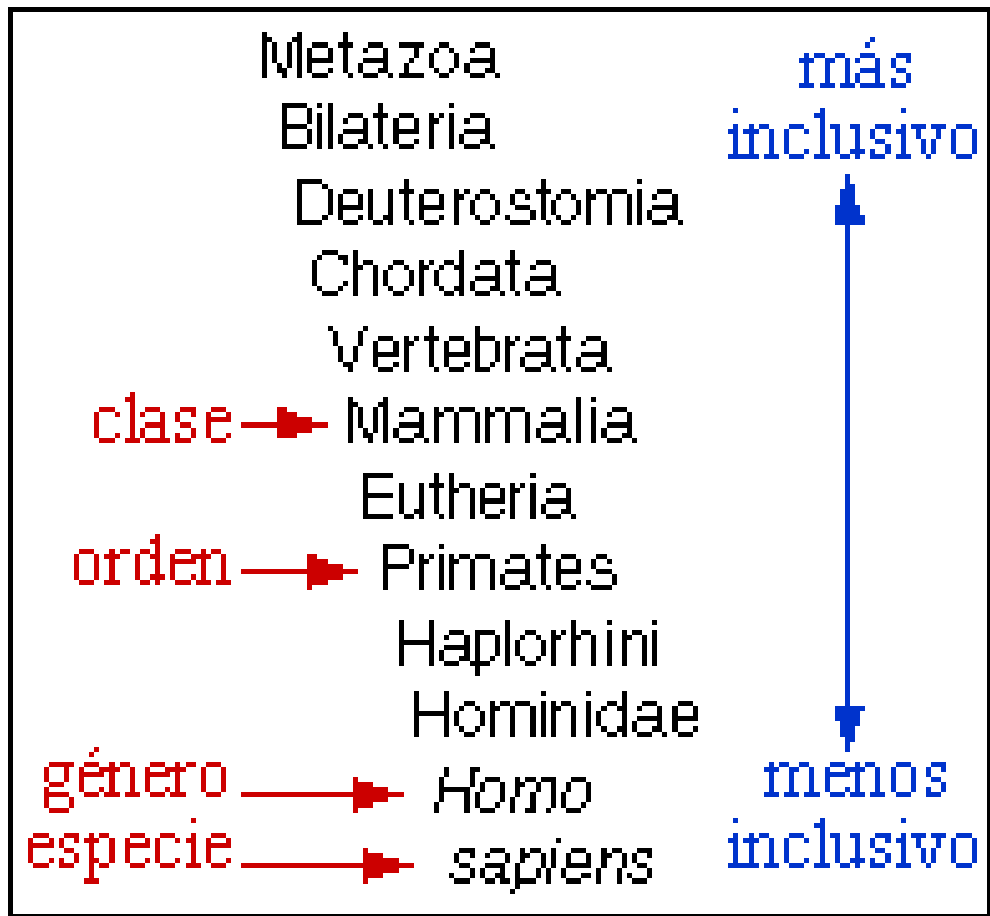 Metazoa
más
Bilateria
inclusivo
Deuterostomia
Chordata
Vertebrata
clase
Mammalia
Eutheria
orden
Primates
Haplorhini
Hominidae
género
Homo
menos
especie
sapiens
inclusivo